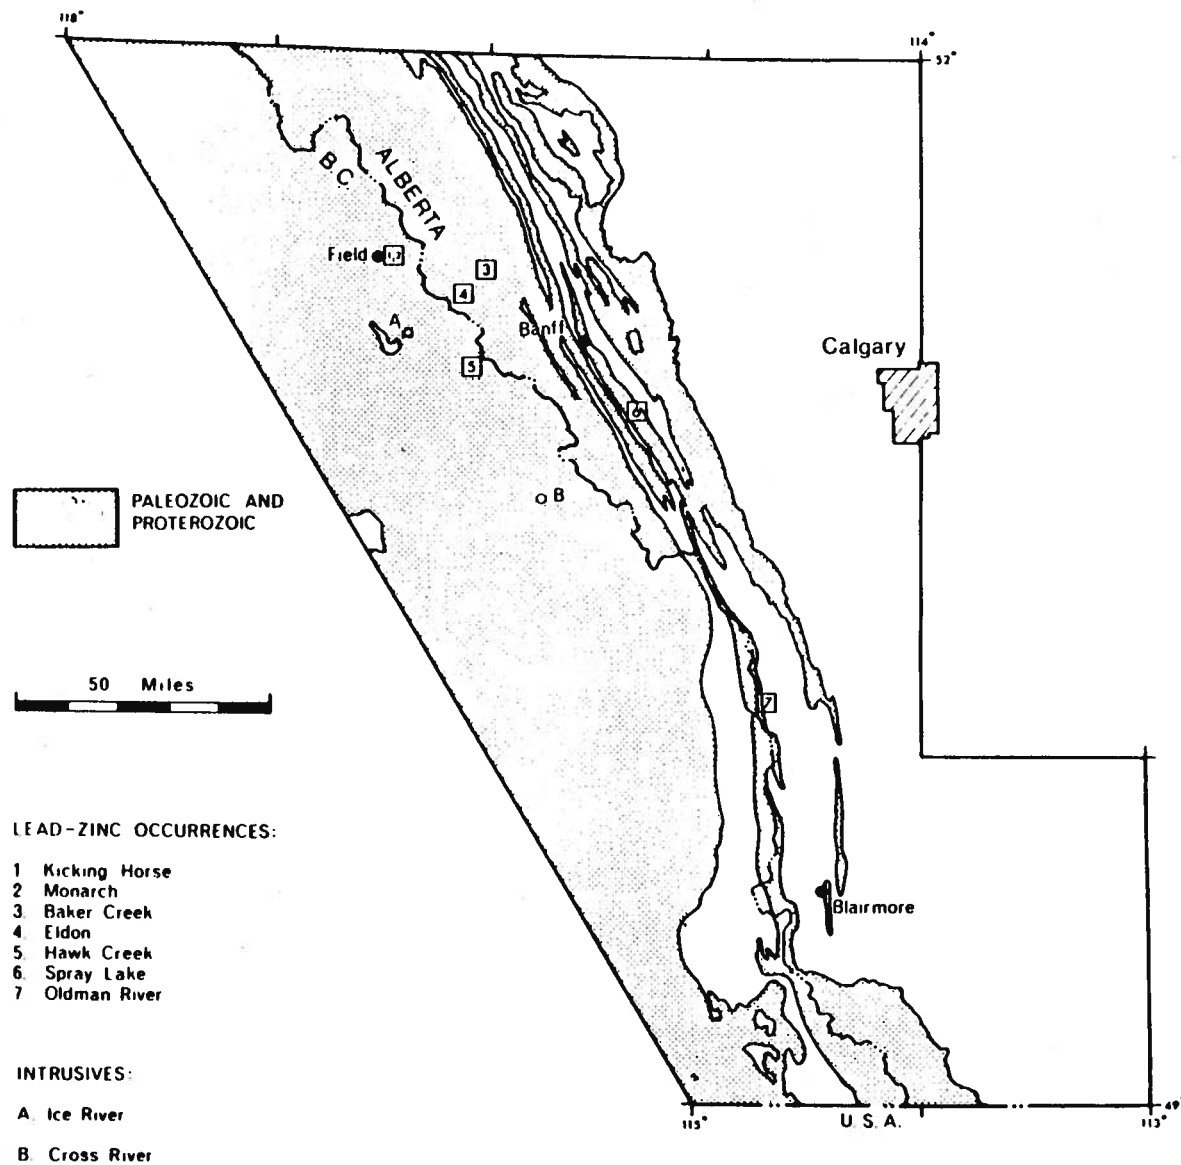 118°
114°
52°
ALBERTA
B C.
Field
1,2
3
4
A
Banff
5
Calgary
6
B
PALEOZOIC AND
PROTEROZOIC
50 Miles
7
LEAD-ZINC OCCURRENCES:
1 Kicking Horse
2 Monarch
3. Baker Creek
4 Eldon
5. Hawk Creek
6. Spray Lake
7 Oldman River
Blairmore
INTRUSIVES:
A. Ice River
B. Cross River
115°
U.S.A.
49°
113°